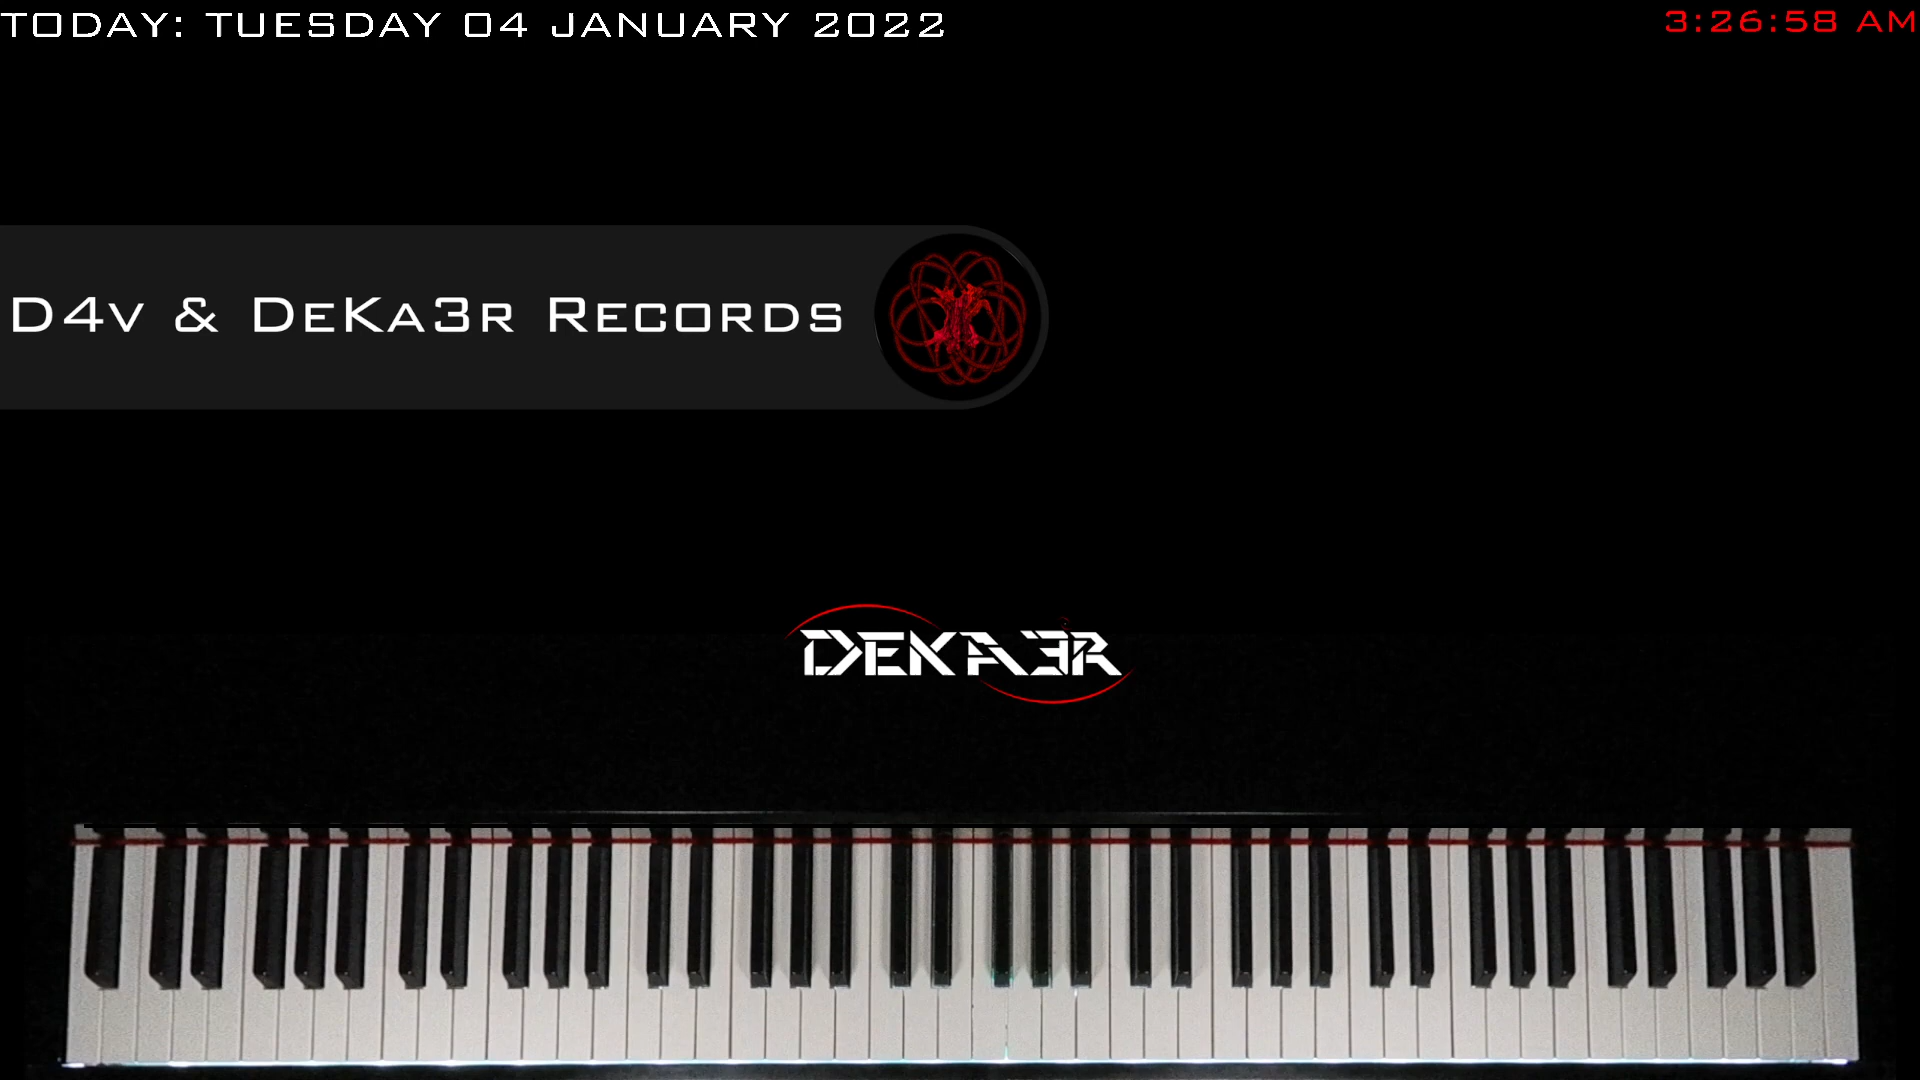 TODAY: TUESDAY 04 JANUARY 2022
3:26:58 AM
D4v & DeKa3r Records
DEKA3R